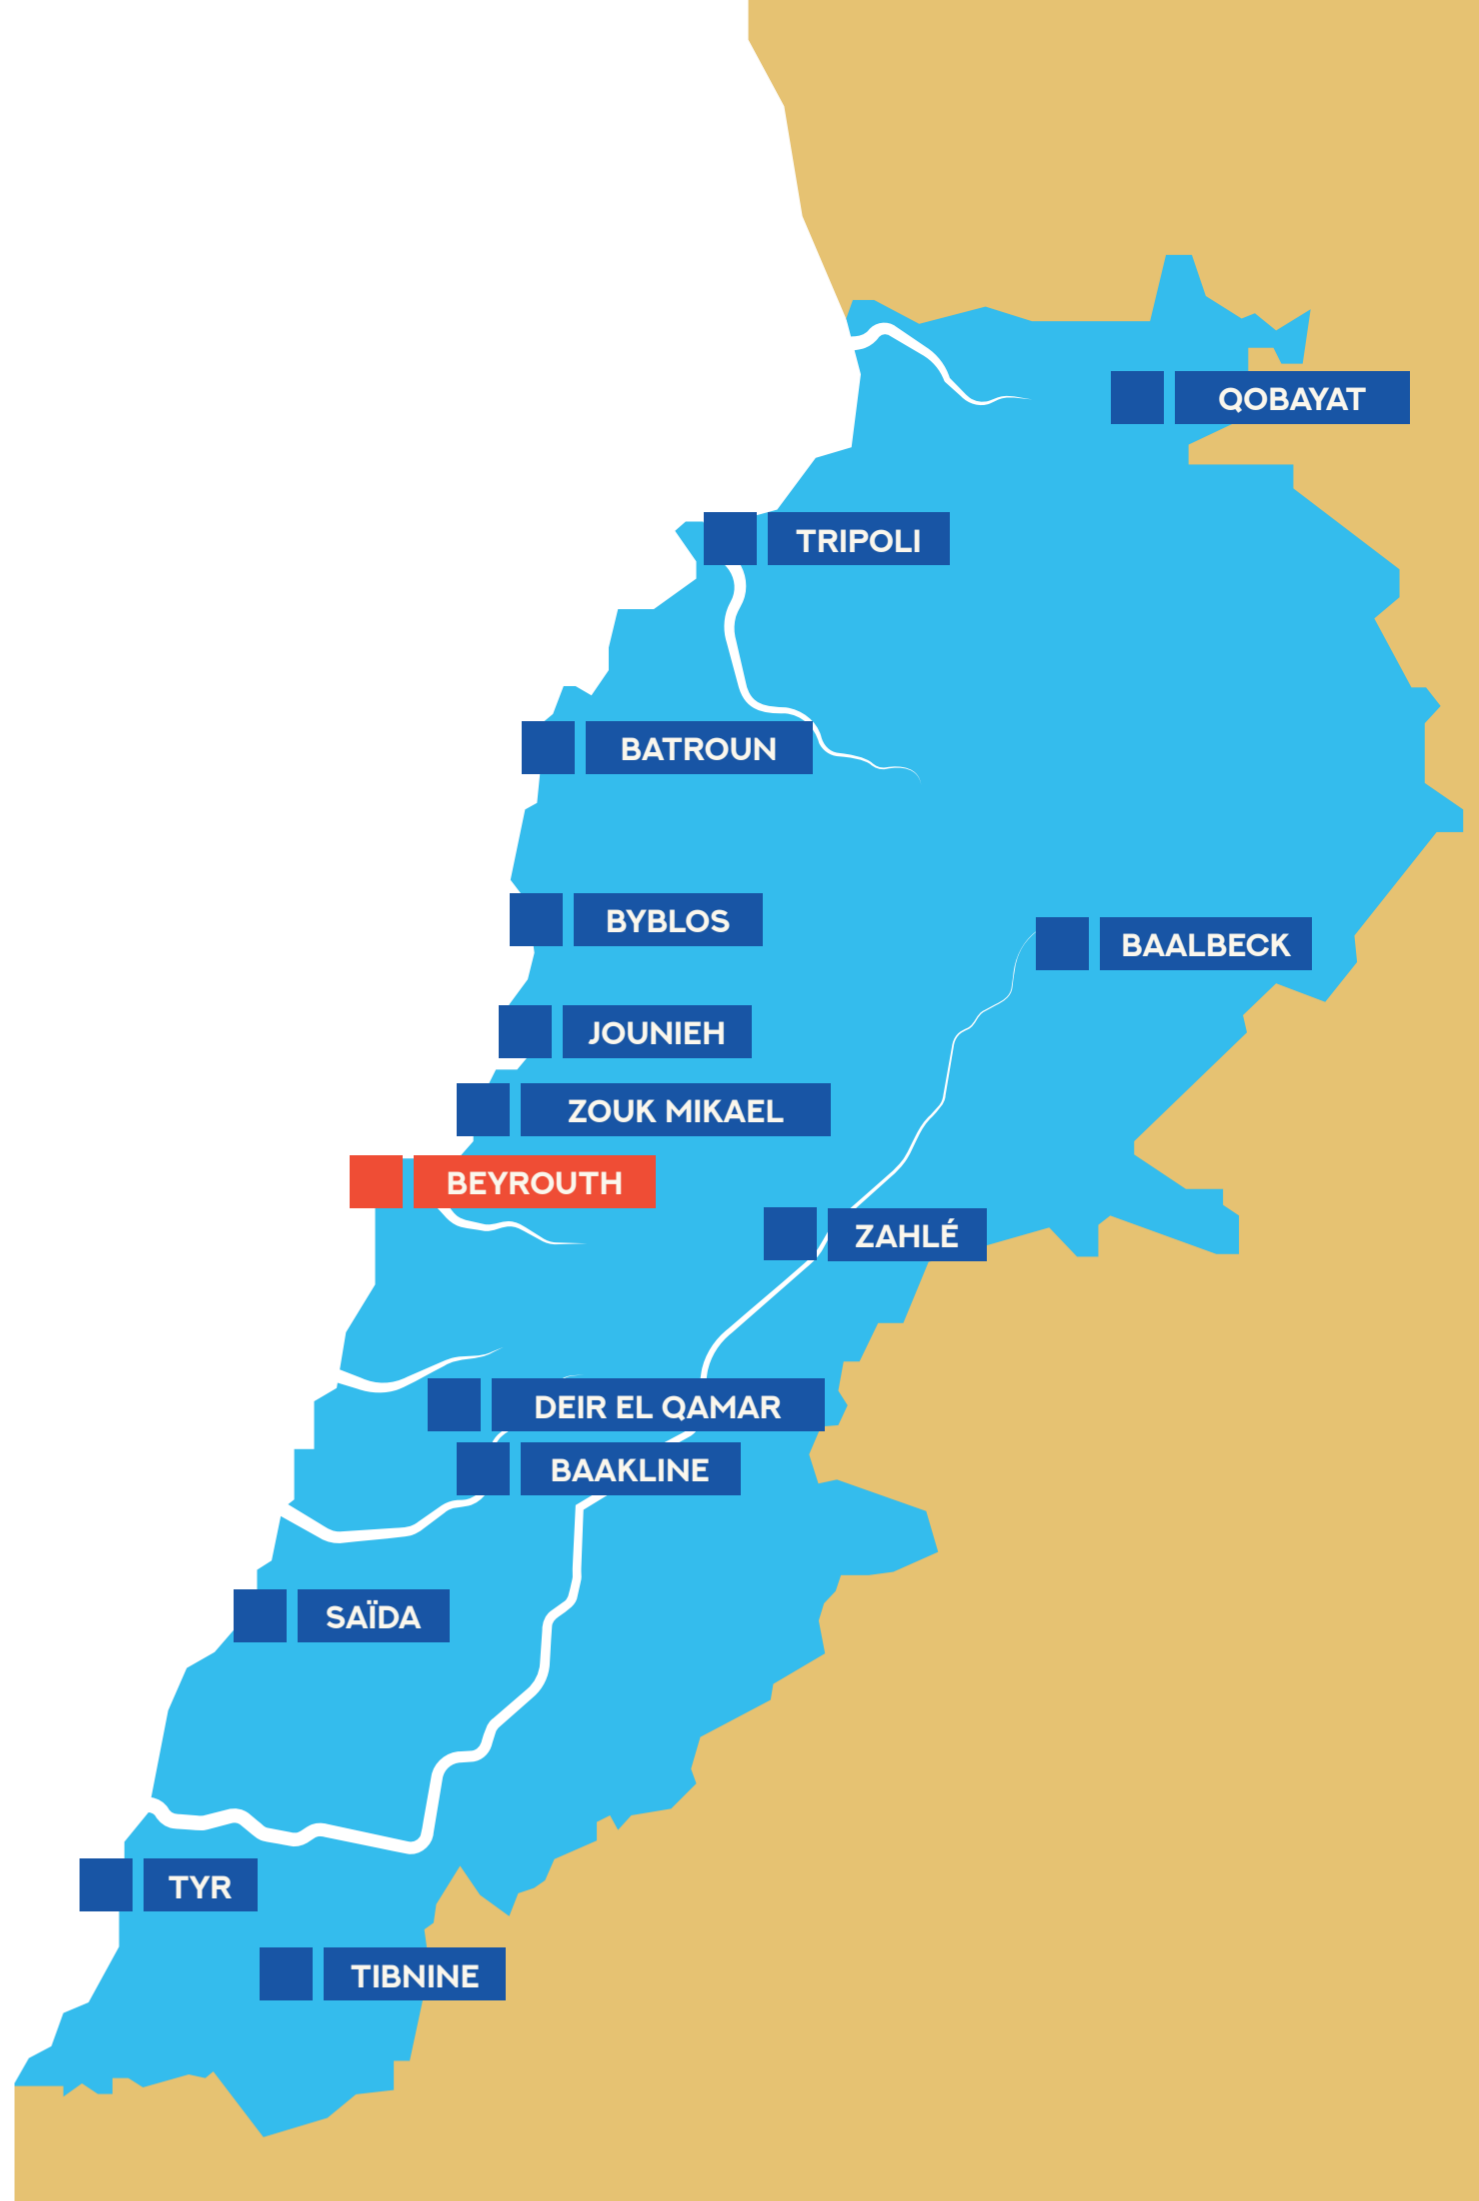 QOBAYAT
TRIPOLI
BATROUN
BYBLOS
BAALBECK
JOUNIEH
ZOUK MIKAEL
BEYROUTH
ZAHLÉ
DEIR EL QAMAR
BAAKLINE
SAÏDA
TYR
TIBNINE